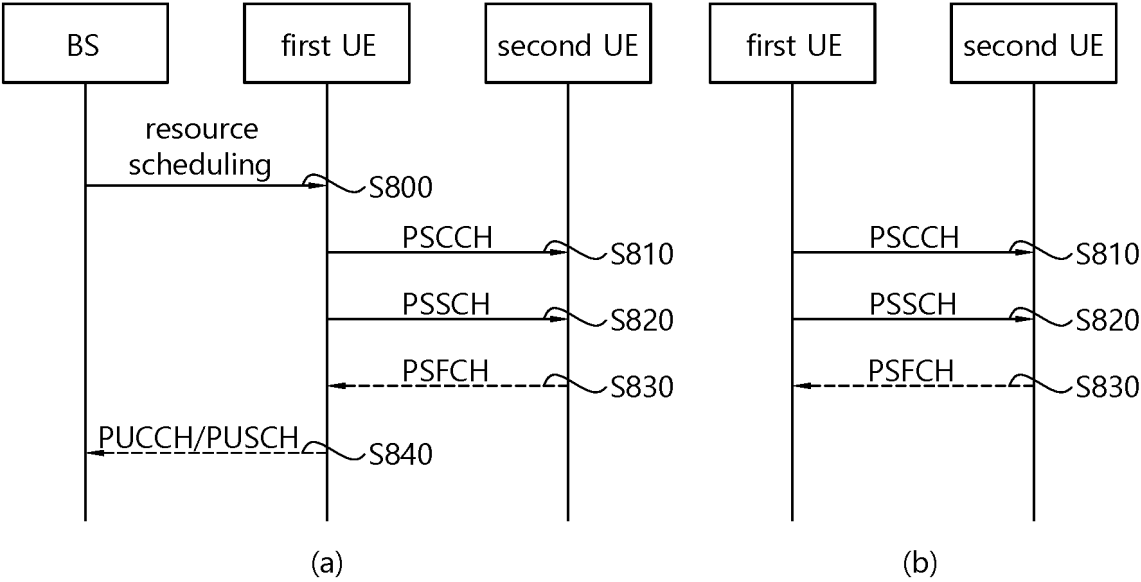 BS
first UE
second UE
first UE
second UE
resource
scheduling
S800
PSCCH
S810
PSCCH
S810
PSSCH
S820
PSSCH
S820
PSFCH
S830
PSFCH
S830
PUCCH/PUSCH
S840
(a)
(b)